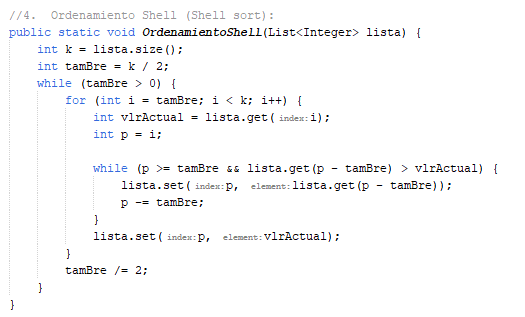 //4.  Ordenamiento Shell (Shell sort):
public static void OrdenamientoShell(List<Integer> lista) {
    int k = lista.size();
    int tamBre = k / 2;
    while (tamBre > 0) {
        for (int i = tamBre; i < k; i++) {
            int vlrActual = lista.get( index: i);
            int p = i;

            while (p >= tamBre && lista.get(p - tamBre) > vlrActual) {
                lista.set( index: p,  element: lista.get(p - tamBre));
                p -= tamBre;
            }
            lista.set( index: p,  element: vlrActual);
        }
        tamBre /= 2;
    }
}